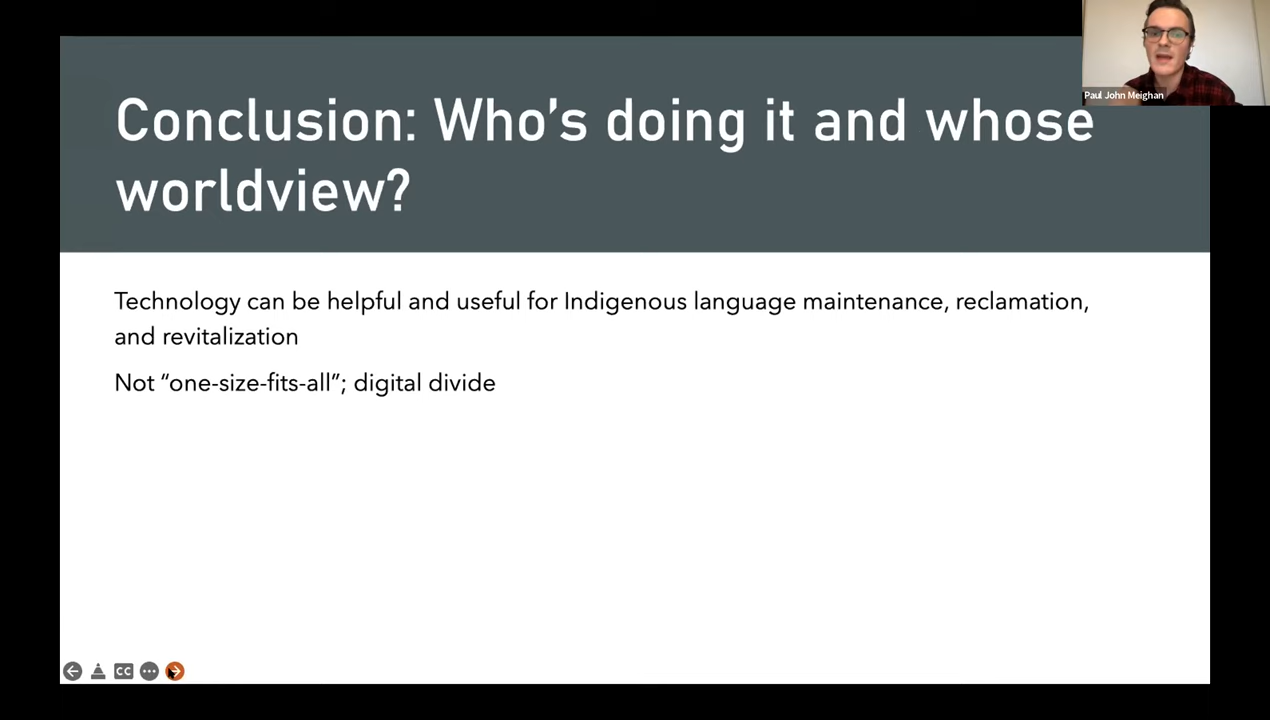 Paul John Meighan
Conclusion: Who's doing it and whose
worldview?
Technology can be helpful and useful for Indigenous language maintenance, reclamation,
and revitalization
Not “one-size-fits-all”; digital divide
CC